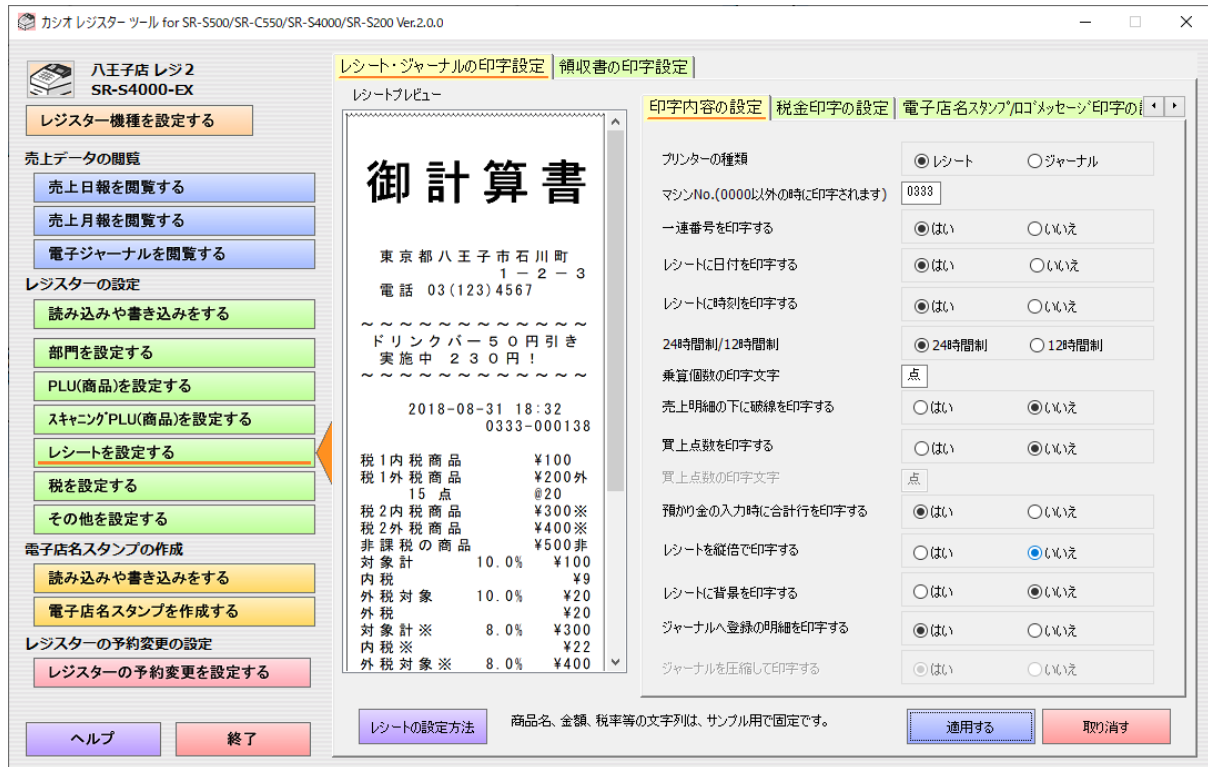 カシオ レジスター ツール for SR-S500/SR-C550/SR-S4000/SR-S200 Ver.2.0.0
八王子店 レジ2
SR-S4000-EX
レジスター機種を設定する
売上データの閲覧
売上日報を閲覧する
売上月報を閲覧する
電子ジャーナルを閲覧する
レジスターの設定
読み込みや書き込みをする
部門を設定する
PLU(商品)を設定する
スキャニングPLU(商品)を設定する
レシートを設定する
税を設定する
その他を設定する
電子店名スタンプの作成
読み込みや書き込みをする
電子店名スタンプを作成する
レジスターの予約変更の設定
レジスターの予約変更を設定する
ヘルプ
終了
レシート・ジャーナルの印字設定
領収書の印字設定
レシートプレビュー
御計算書
東京都八王子市石川町
1-2-3
電話 03(123)4567
~~~~~~~~~~~~
ドリンクバー50円引き
実施中 230円!
~~~~~~~~~~~~
2018-08-31 18:32
0333-000138
税1内税商品 ¥100
税1外税商品 ¥200外
15 点 @20
税2内税商品 ¥300※
税2外税商品 ¥400※
非課税の商品 ¥500非
対象計 10.0% ¥100
内税 ¥9
外税対象 10.0% ¥20
外税 ¥20
対象計※ 8.0% ¥300
内税※ ¥22
外税対象※ 8.0% ¥400
印字内容の設定
税金印字の設定
電子店名スタンプ/ロゴメッセージ印字の
プリンターの種類 レシート ジャーナル
マシンNo.(0000以外の時に印字されます) 0333
一連番号を印字する はい いいえ
レシートに日付を印字する はい いいえ
レシートに時刻を印字する はい いいえ
24時間制/12時間制 24時間制 12時間制
乗算個数の印字文字 点
売上明細の下に破線を印字する はい いいえ
買上点数を印字する はい いいえ
買上点数の印字文字 点
預かり金の入力時に合計行を印字する はい いいえ
レシートを縦倍で印字する はい いいえ
レシートに背景を印字する はい いいえ
ジャーナルへ登録の明細を印字する はい いいえ
ジャーナルを圧縮して印字する はい いいえ
レシートの設定方法
商品名、金額、税率等の文字列は、サンプル用で固定です。
適用する
取り消す